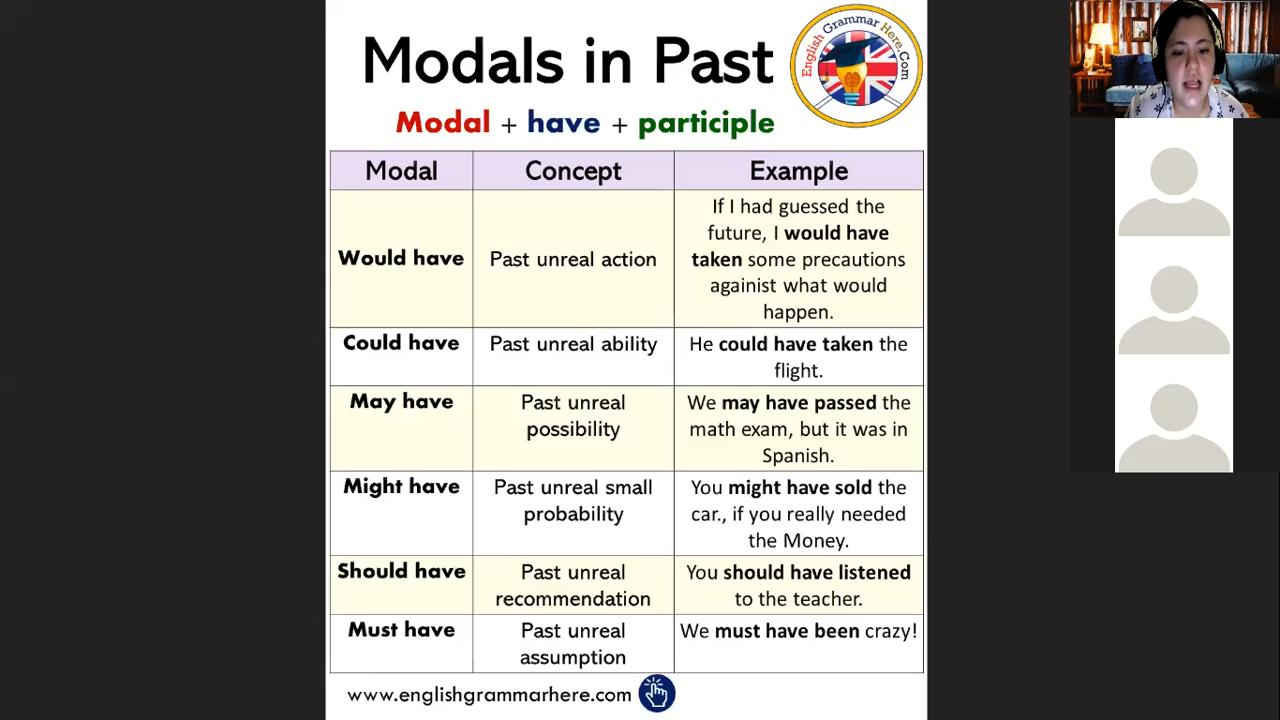 Modals in Past
English Grammar Here.Com
Modal + have + participle
Modal Concept Example
Would have
Past unreal action
If I had guessed the
future, I would have
taken some precautions
againist what would
happen.
Could have
Past unreal ability
He could have taken the
flight.
May have
Past unreal
possibility
We may have passed the
math exam, but it was in
Spanish.
Might have
Past unreal small
probability
You might have sold the
car., if you really needed
the Money.
Should have
Past unreal
recommendation
You should have listened
to the teacher.
Must have
Past unreal
assumption
We must have been crazy!
www.englishgrammarhere.com